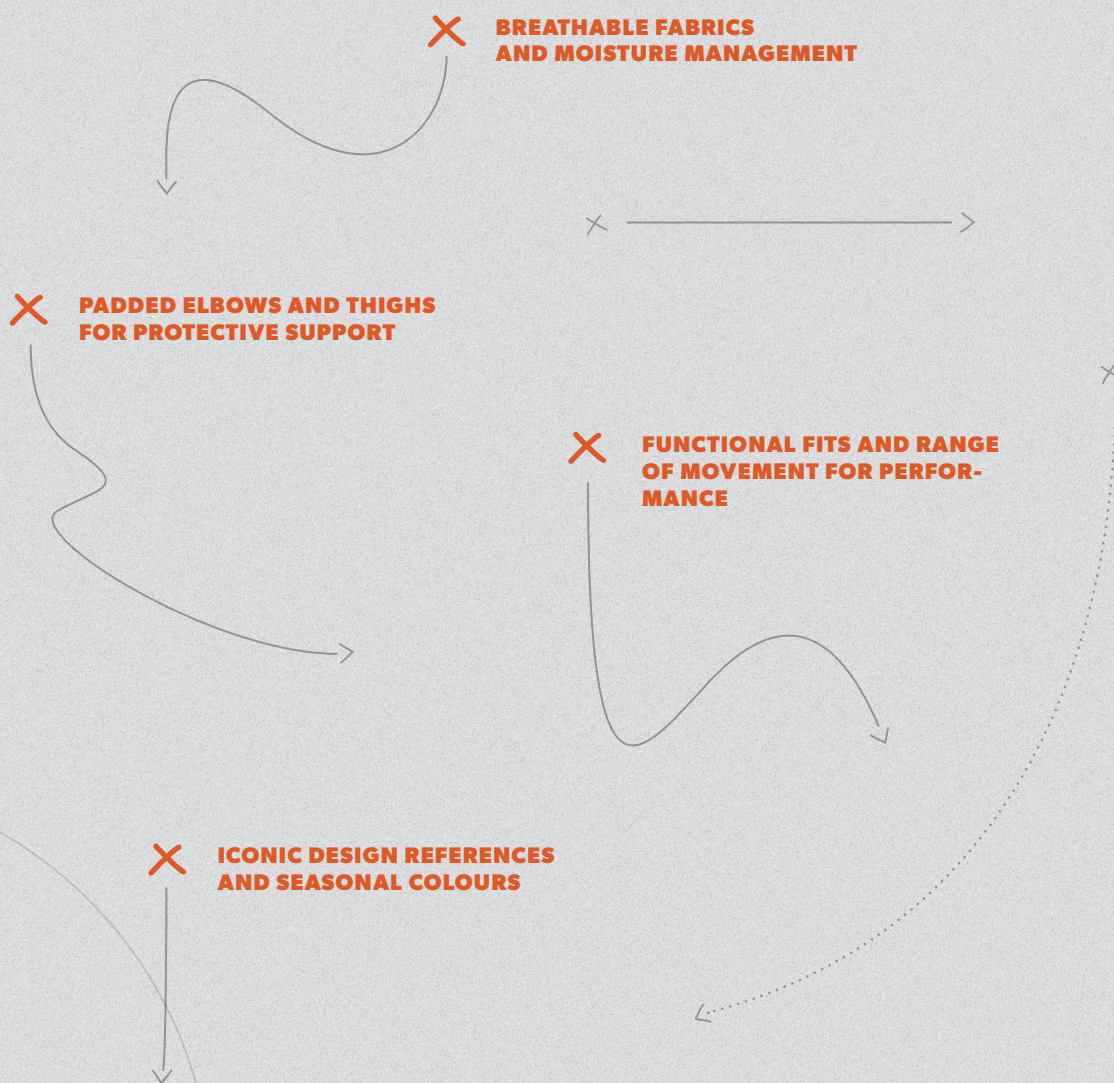 BREATHABLE FABRICS
AND MOISTURE MANAGEMENT
PADDED ELBOWS AND THIGHS
FOR PROTECTIVE SUPPORT
FUNCTIONAL FITS AND RANGE
OF MOVEMENT FOR PERFOR-
MANCE
ICONIC DESIGN REFERENCES
AND SEASONAL COLOURS